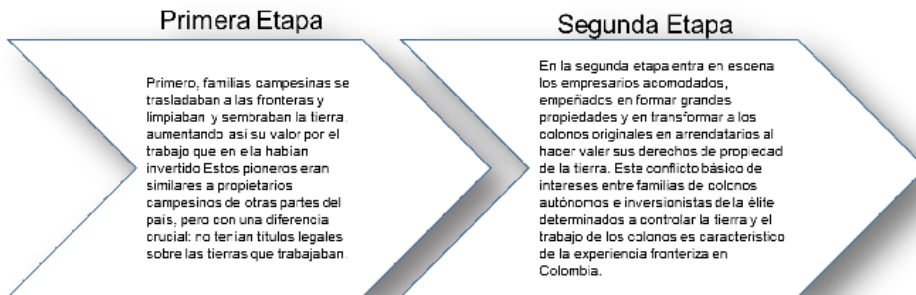 Primera Etapa
Primero, familias campesinas se
trasladaban a las fronteras y
limpiaban y sembraban la tierra,
aumentando así su valor por el
trabajo que en ella habían
invertido Estos pioneros eran
similares a propietarios
campesinos de otras partes del
país, pero con una diferencia
crucial: no tenían títulos legales
sobre las tierras que trabajaban.
Segunda Etapa
En la segunda etapa entra en escena
los empresarios acomodados,
empeñados en formar grandes
propiedades y en transformar a los
colonos originales en arrendatarios al
hacer valer sus derechos de propiedad
de la tierra. Este conflicto básico de
intereses entre familias de colonos
autónomos e inversionistas de la élite
determinados a controlar la tierra y el
trabajo de los colonos es característico
de la experiencia fronteriza en
Colombia.